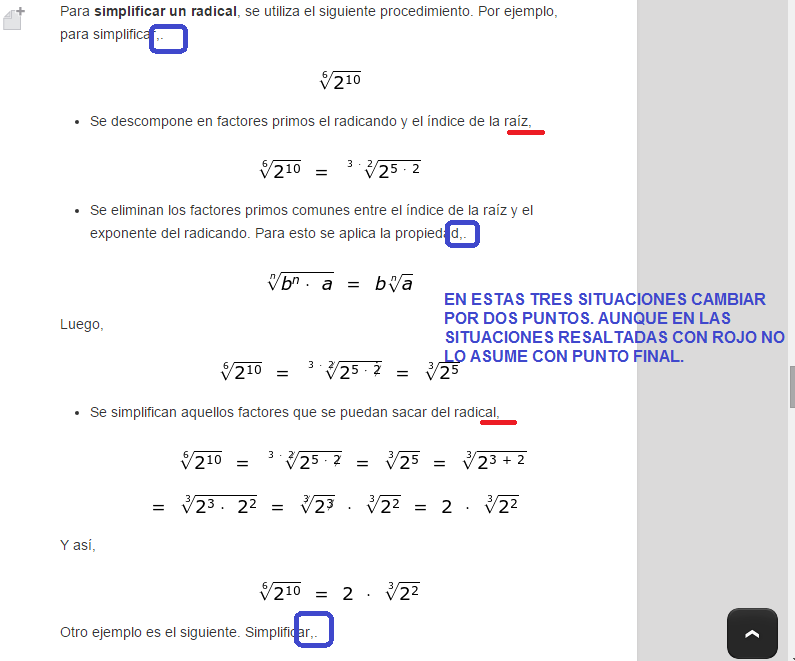 Para simplificar un radical, se utiliza el siguiente procedimiento. Por ejemplo,
para simplificar,.
⁶√2¹⁰
• Se descompone en factores primos el radicando y el índice de la raíz,
⁶√2¹⁰ = ³ · ²√2⁵ · ²
• Se eliminan los factores primos comunes entre el índice de la raíz y el
exponente del radicando. Para esto se aplica la propiedad,.
ⁿ√bⁿ · a = bⁿ√a
EN ESTAS TRES SITUACIONES CAMBIAR
POR DOS PUNTOS. AUNQUE EN LAS
SITUACIONES RESALTADAS CON ROJO NO
LO ASUME CON PUNTO FINAL.
Luego,
⁶√2¹⁰ = ³ · ²√2⁵ · ² = ³√2⁵
• Se simplifican aquellos factores que se puedan sacar del radical,
⁶√2¹⁰ = ³ · ²√2⁵ · ² = ³√2⁵ = ³√2³ ⁺ ²
= ³√2³ · 2² = ³√2³ · ³√2² = 2 · ³√2²
Y así,
⁶√2¹⁰ = 2 · ³√2²
Otro ejemplo es el siguiente. Simplificar,.